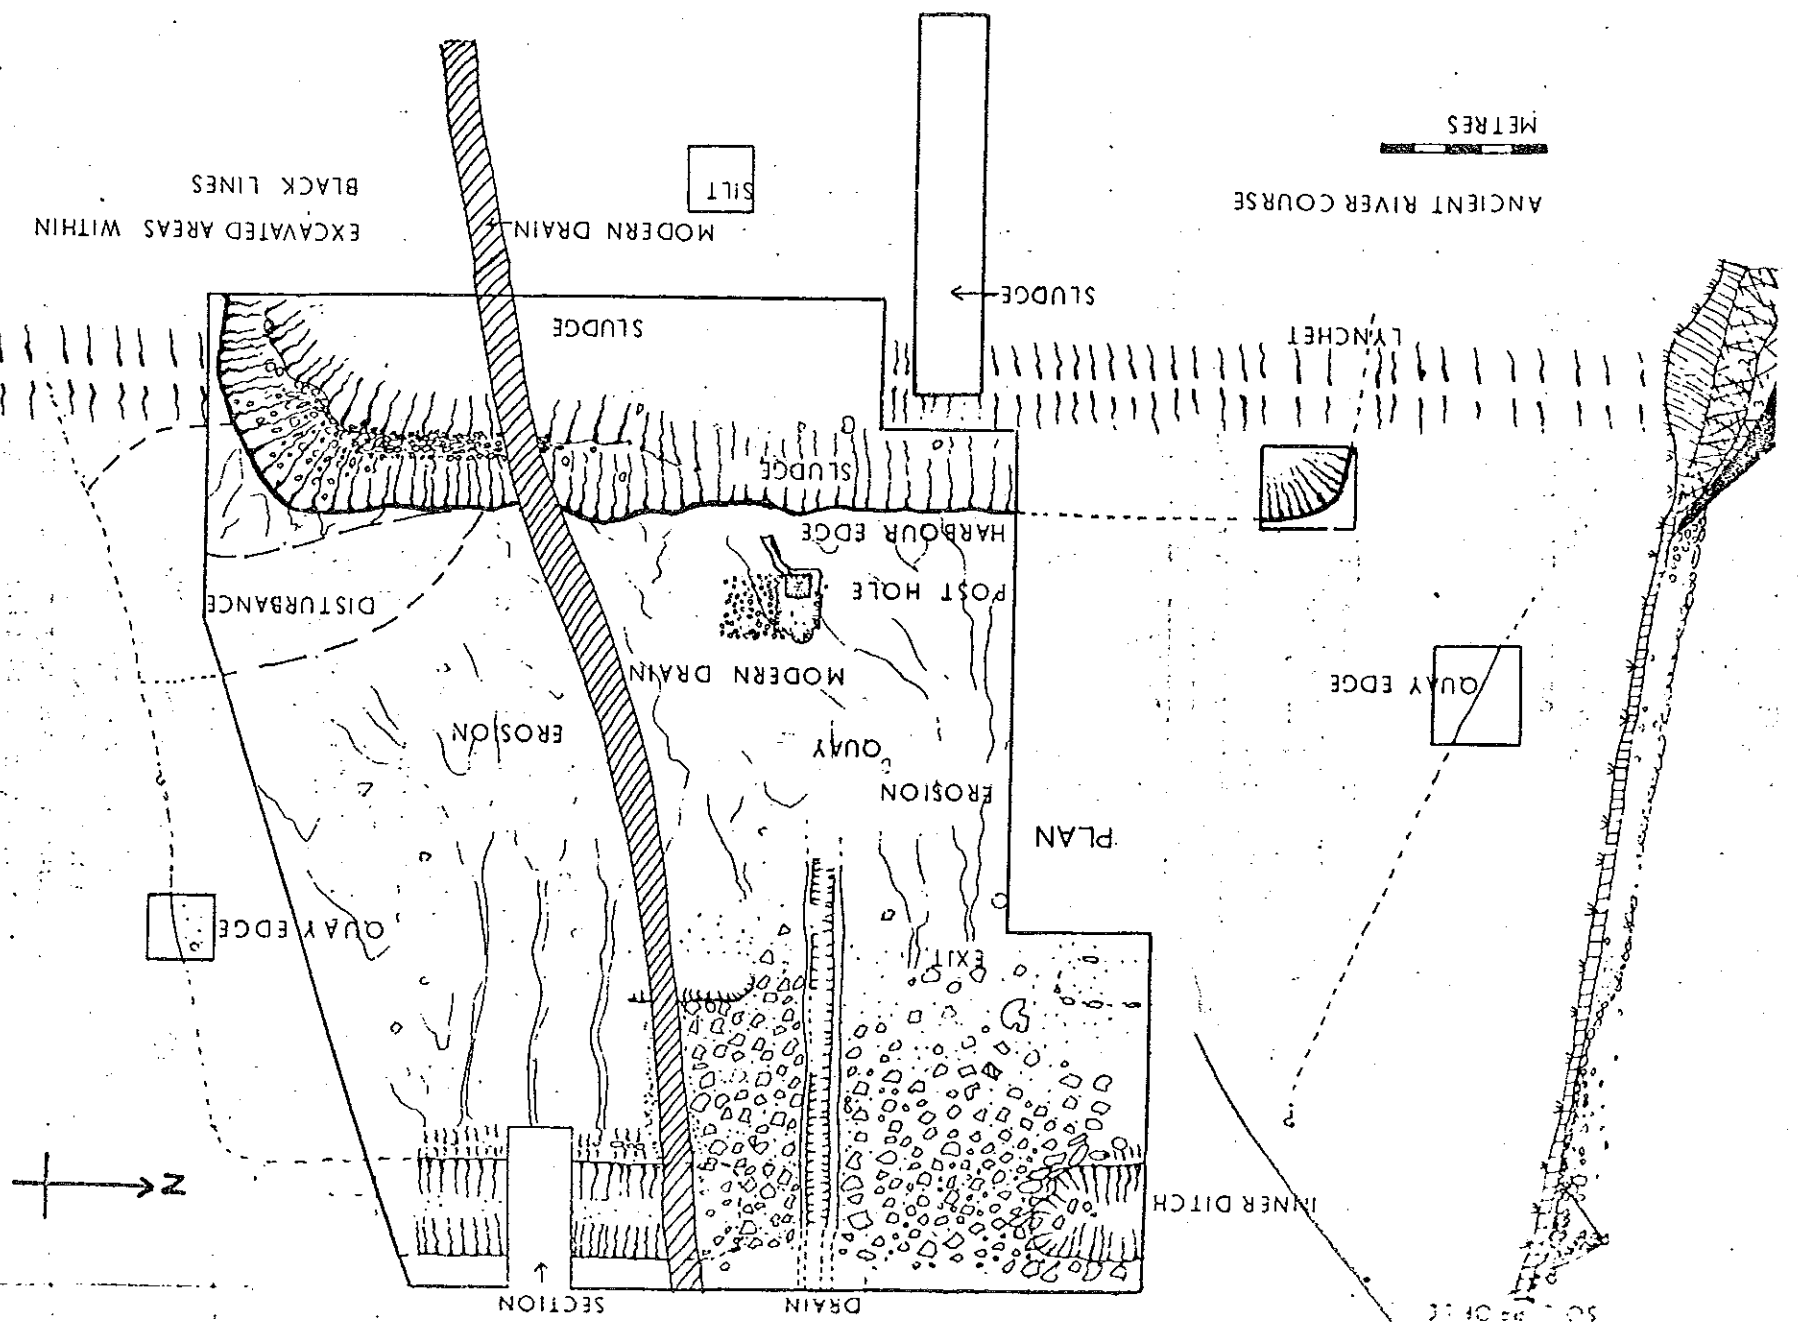 DRAIN
SECTION
INNER DITCH
N
EXIT
QUAY EDGE
PLAN
EROSION
QUAY
EROSION
QUAY EDGE
MODERN DRAIN
POST HOLE
DISTURBANCE
HARBOUR EDGE
SLUDGE
LYNCHET
SLUDGE
SLUDGE
MODERN DRAIN
EXCAVATED AREAS WITHIN
BLACK LINES
ANCIENT RIVER COURSE
SILT
METRES